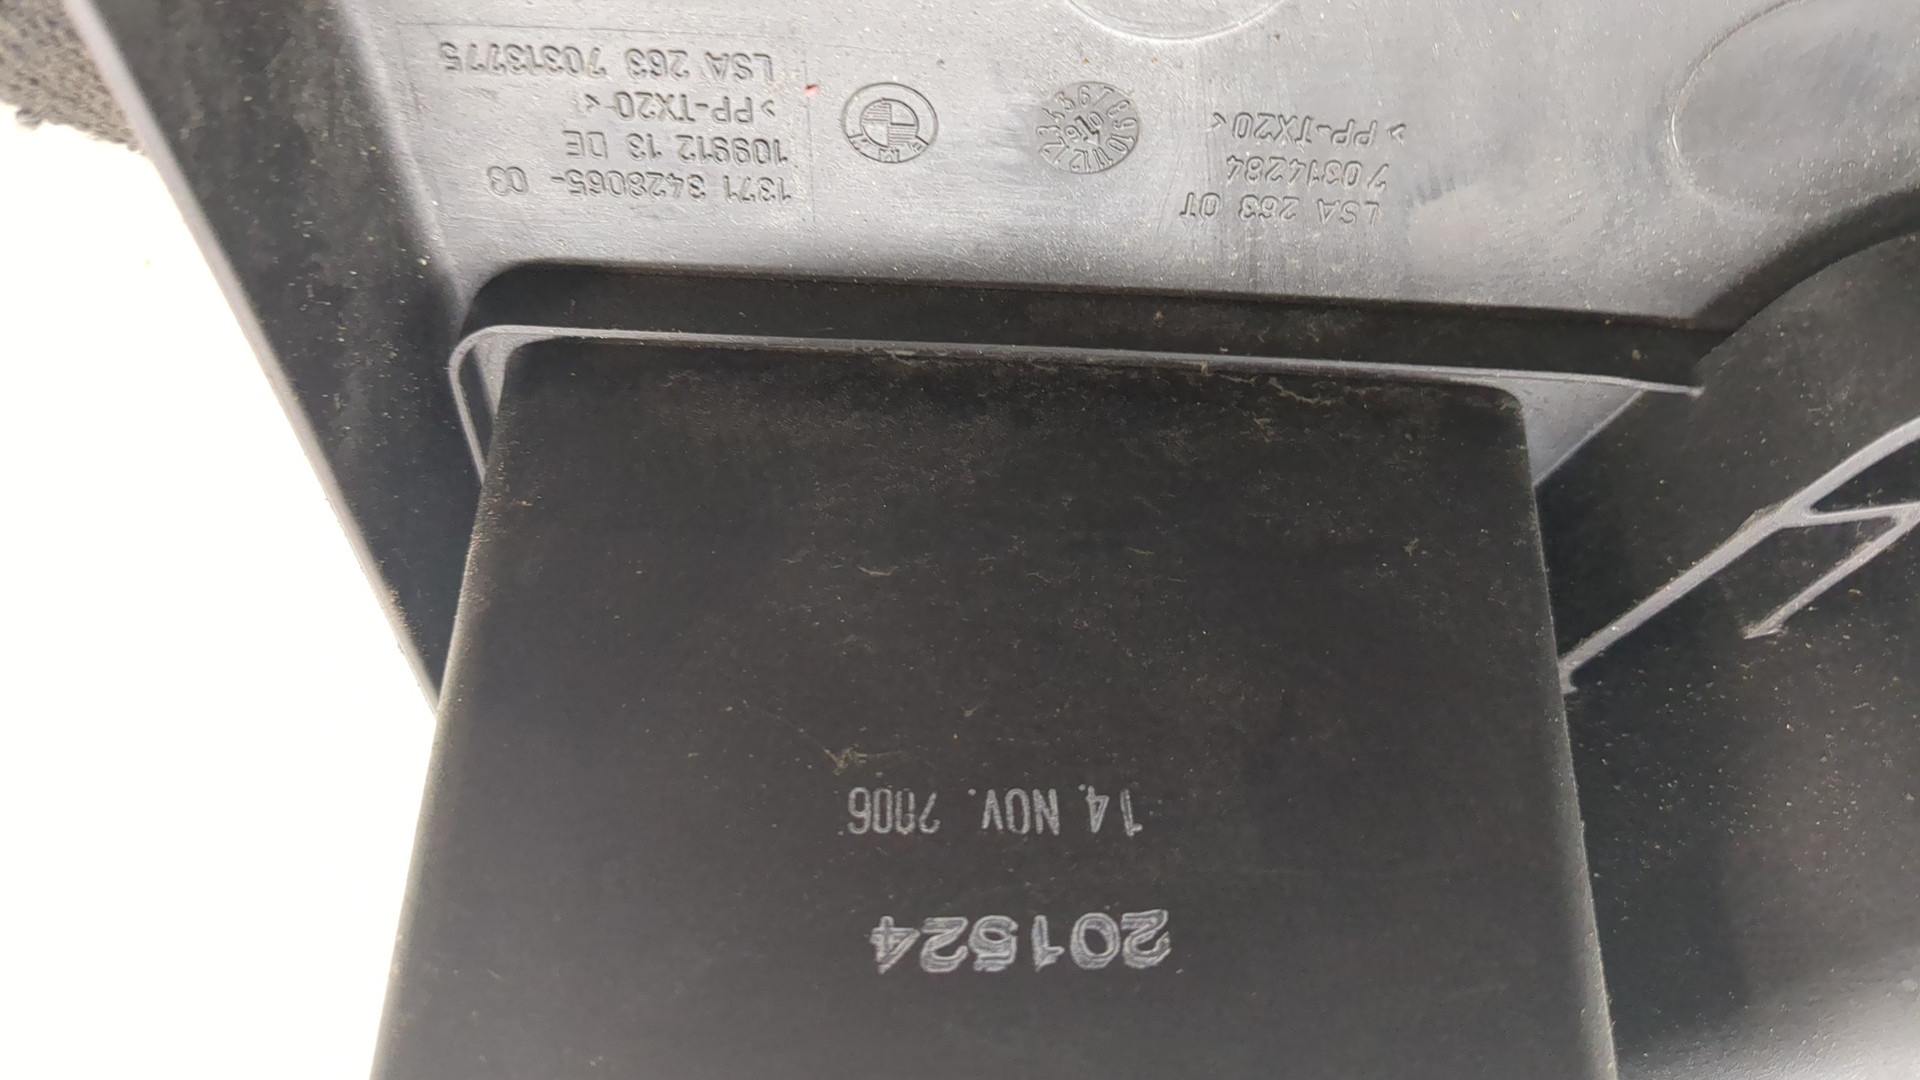 201524
14. NOV. 2006
LSA 263 OT
70314284
>PP-TX20<
1371 3428065- 03
109912 13 DE
>PP-TX20<
LSA 263 70313775